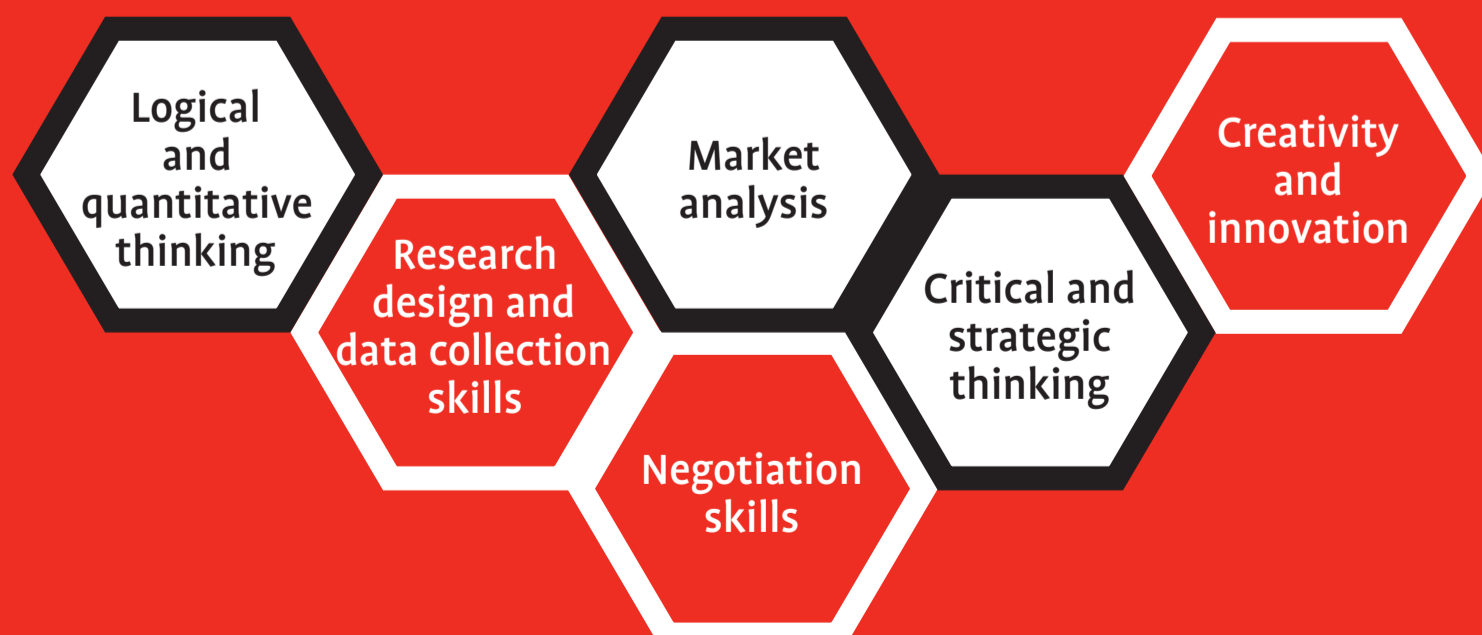 Logical
and
quantitative
thinking
Research
design and
data collection
skills
Market
analysis
Negotiation
skills
Critical and
strategic
thinking
Creativity
and
innovation